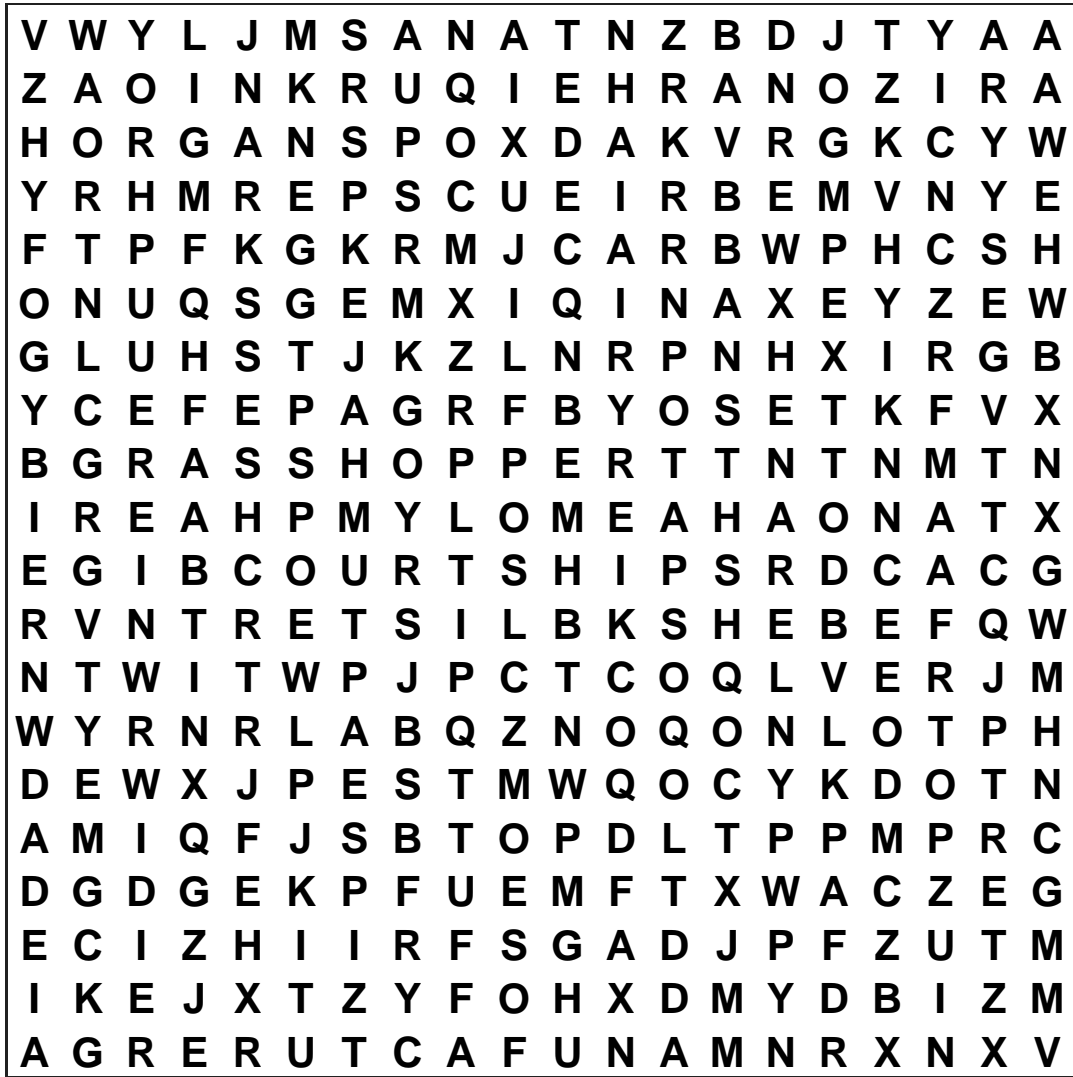 V W Y L J M S A N A T N Z B D J T Y A A
Z A O I N K R U Q I E H R A N O Z I R A
H O R G A N S P O X D A K V R G K C Y W
Y R H M R E P S C U E I R B E M V N Y E
F T P F K G K R M J C A R B W P H C S H
O N U Q S G E M X I Q I N A X E Y Z E W
G L U H S T J K Z L N R P N H X I R G B
Y C E F E P A G R F B Y O S E T K F V X
B G R A S S H O P P E R T T N T N M T N
I R E A H P M Y L O M E A H A O N A T X
E G I B C O U R T S H I P S R D C A C G
R V N T R E T S I L B K S H E B E F Q W
N T W I T W P J P C T C O Q L V E R J M
W Y R N R L A B Q Z N O Q O N L O T P H
D E W X J P E S T M W Q O C Y K D O T N
A M I Q F J S B T O P D L T P P M P R C
D G D G E K P F U E M F T X W A C Z E G
E C I Z H I I R F S G A D J P F Z U T M
I K E J X T Z Y F O H X D M Y D B I Z M
A G R E R U T C A F U N A M N R X N X V